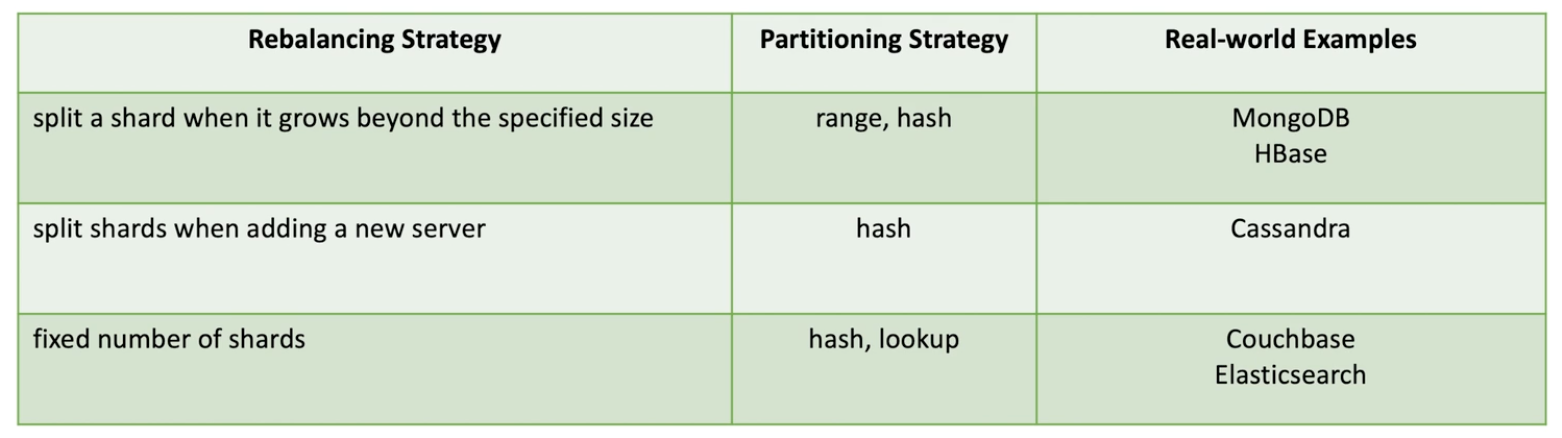 Rebalancing Strategy
Partitioning Strategy
Real-world Examples
split a shard when it grows beyond the specified size
range, hash
MongoDB
HBase
split shards when adding a new server
hash
Cassandra
fixed number of shards
hash, lookup
Couchbase
Elasticsearch